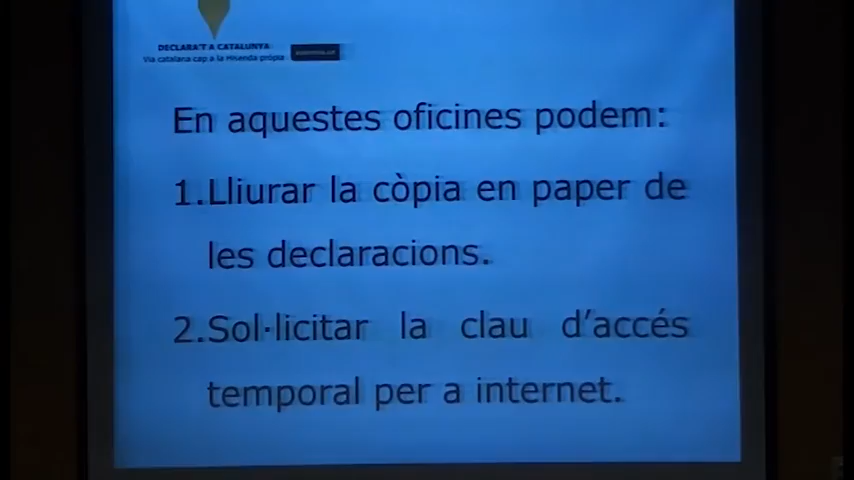 DECLARA'T A CATALUNYA
Via catalana cap a la Hisenda pròpia
En aquestes oficines podem:
1.Lliurar la còpia en paper de
les declaracions.
2.Sol·licitar la clau d'accés
temporal per a internet.